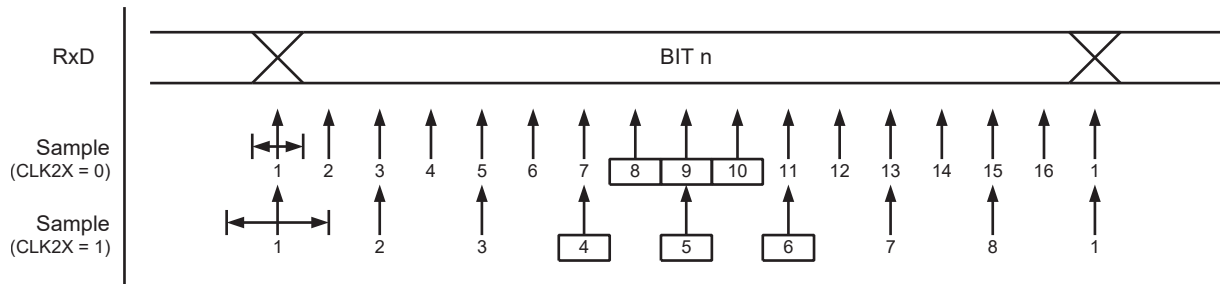 RxD BIT n
Sample
(CLK2X = 0) 1 2 3 4 5 6 7 8 9 10 11 12 13 14 15 16 1
Sample
(CLK2X = 1) 1 2 3 4 5 6 7 8 1